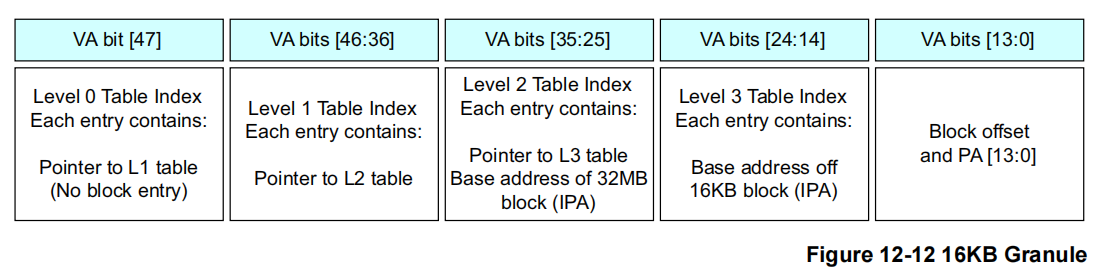 VA bit [47]
VA bits [46:36]
VA bits [35:25]
VA bits [24:14]
VA bits [13:0]
Level 0 Table Index
Each entry contains:
Pointer to L1 table
(No block entry)
Level 1 Table Index
Each entry contains:
Pointer to L2 table
Level 2 Table Index
Each entry contains:
Pointer to L3 table
Base address of 32MB
block (IPA)
Level 3 Table Index
Each entry contains:
Base address off
16KB block (IPA)
Block offset
and PA [13:0]
Figure 12-12 16KB Granule